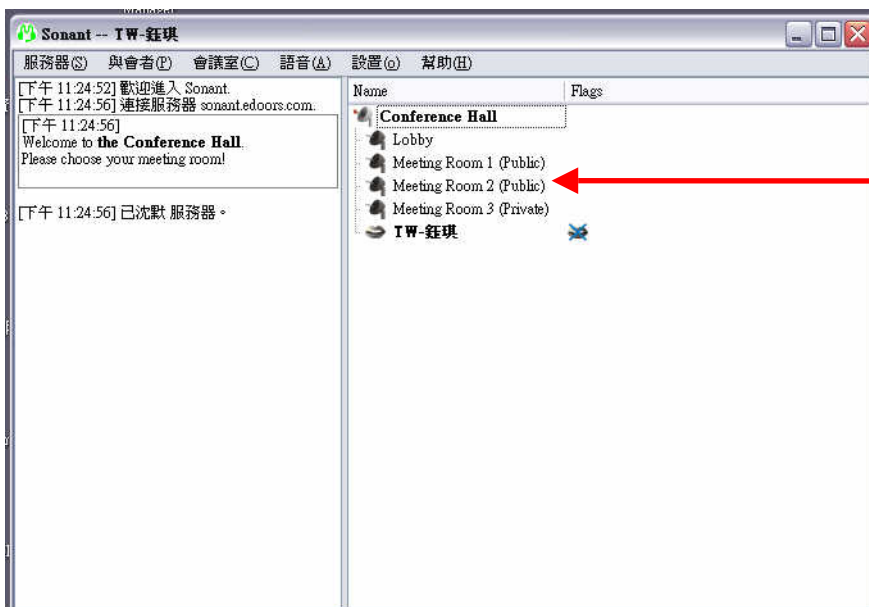 Sonant -- TW-鈺琪
服務器(S) 與會者(P) 會議室(C) 語音(A) 設置(o) 幫助(H)
[下午 11:24:52] 歡迎進入 Sonant.
[下午 11:24:56] 連接服務器 sonant.edoors.com.
[下午 11:24:56]
Welcome to the Conference Hall.
Please choose your meeting room!
[下午 11:24:56] 已沈默 服務器。
Name Flags
Conference Hall
Lobby
Meeting Room 1 (Public)
Meeting Room 2 (Public)
Meeting Room 3 (Private)
TW-鈺琪